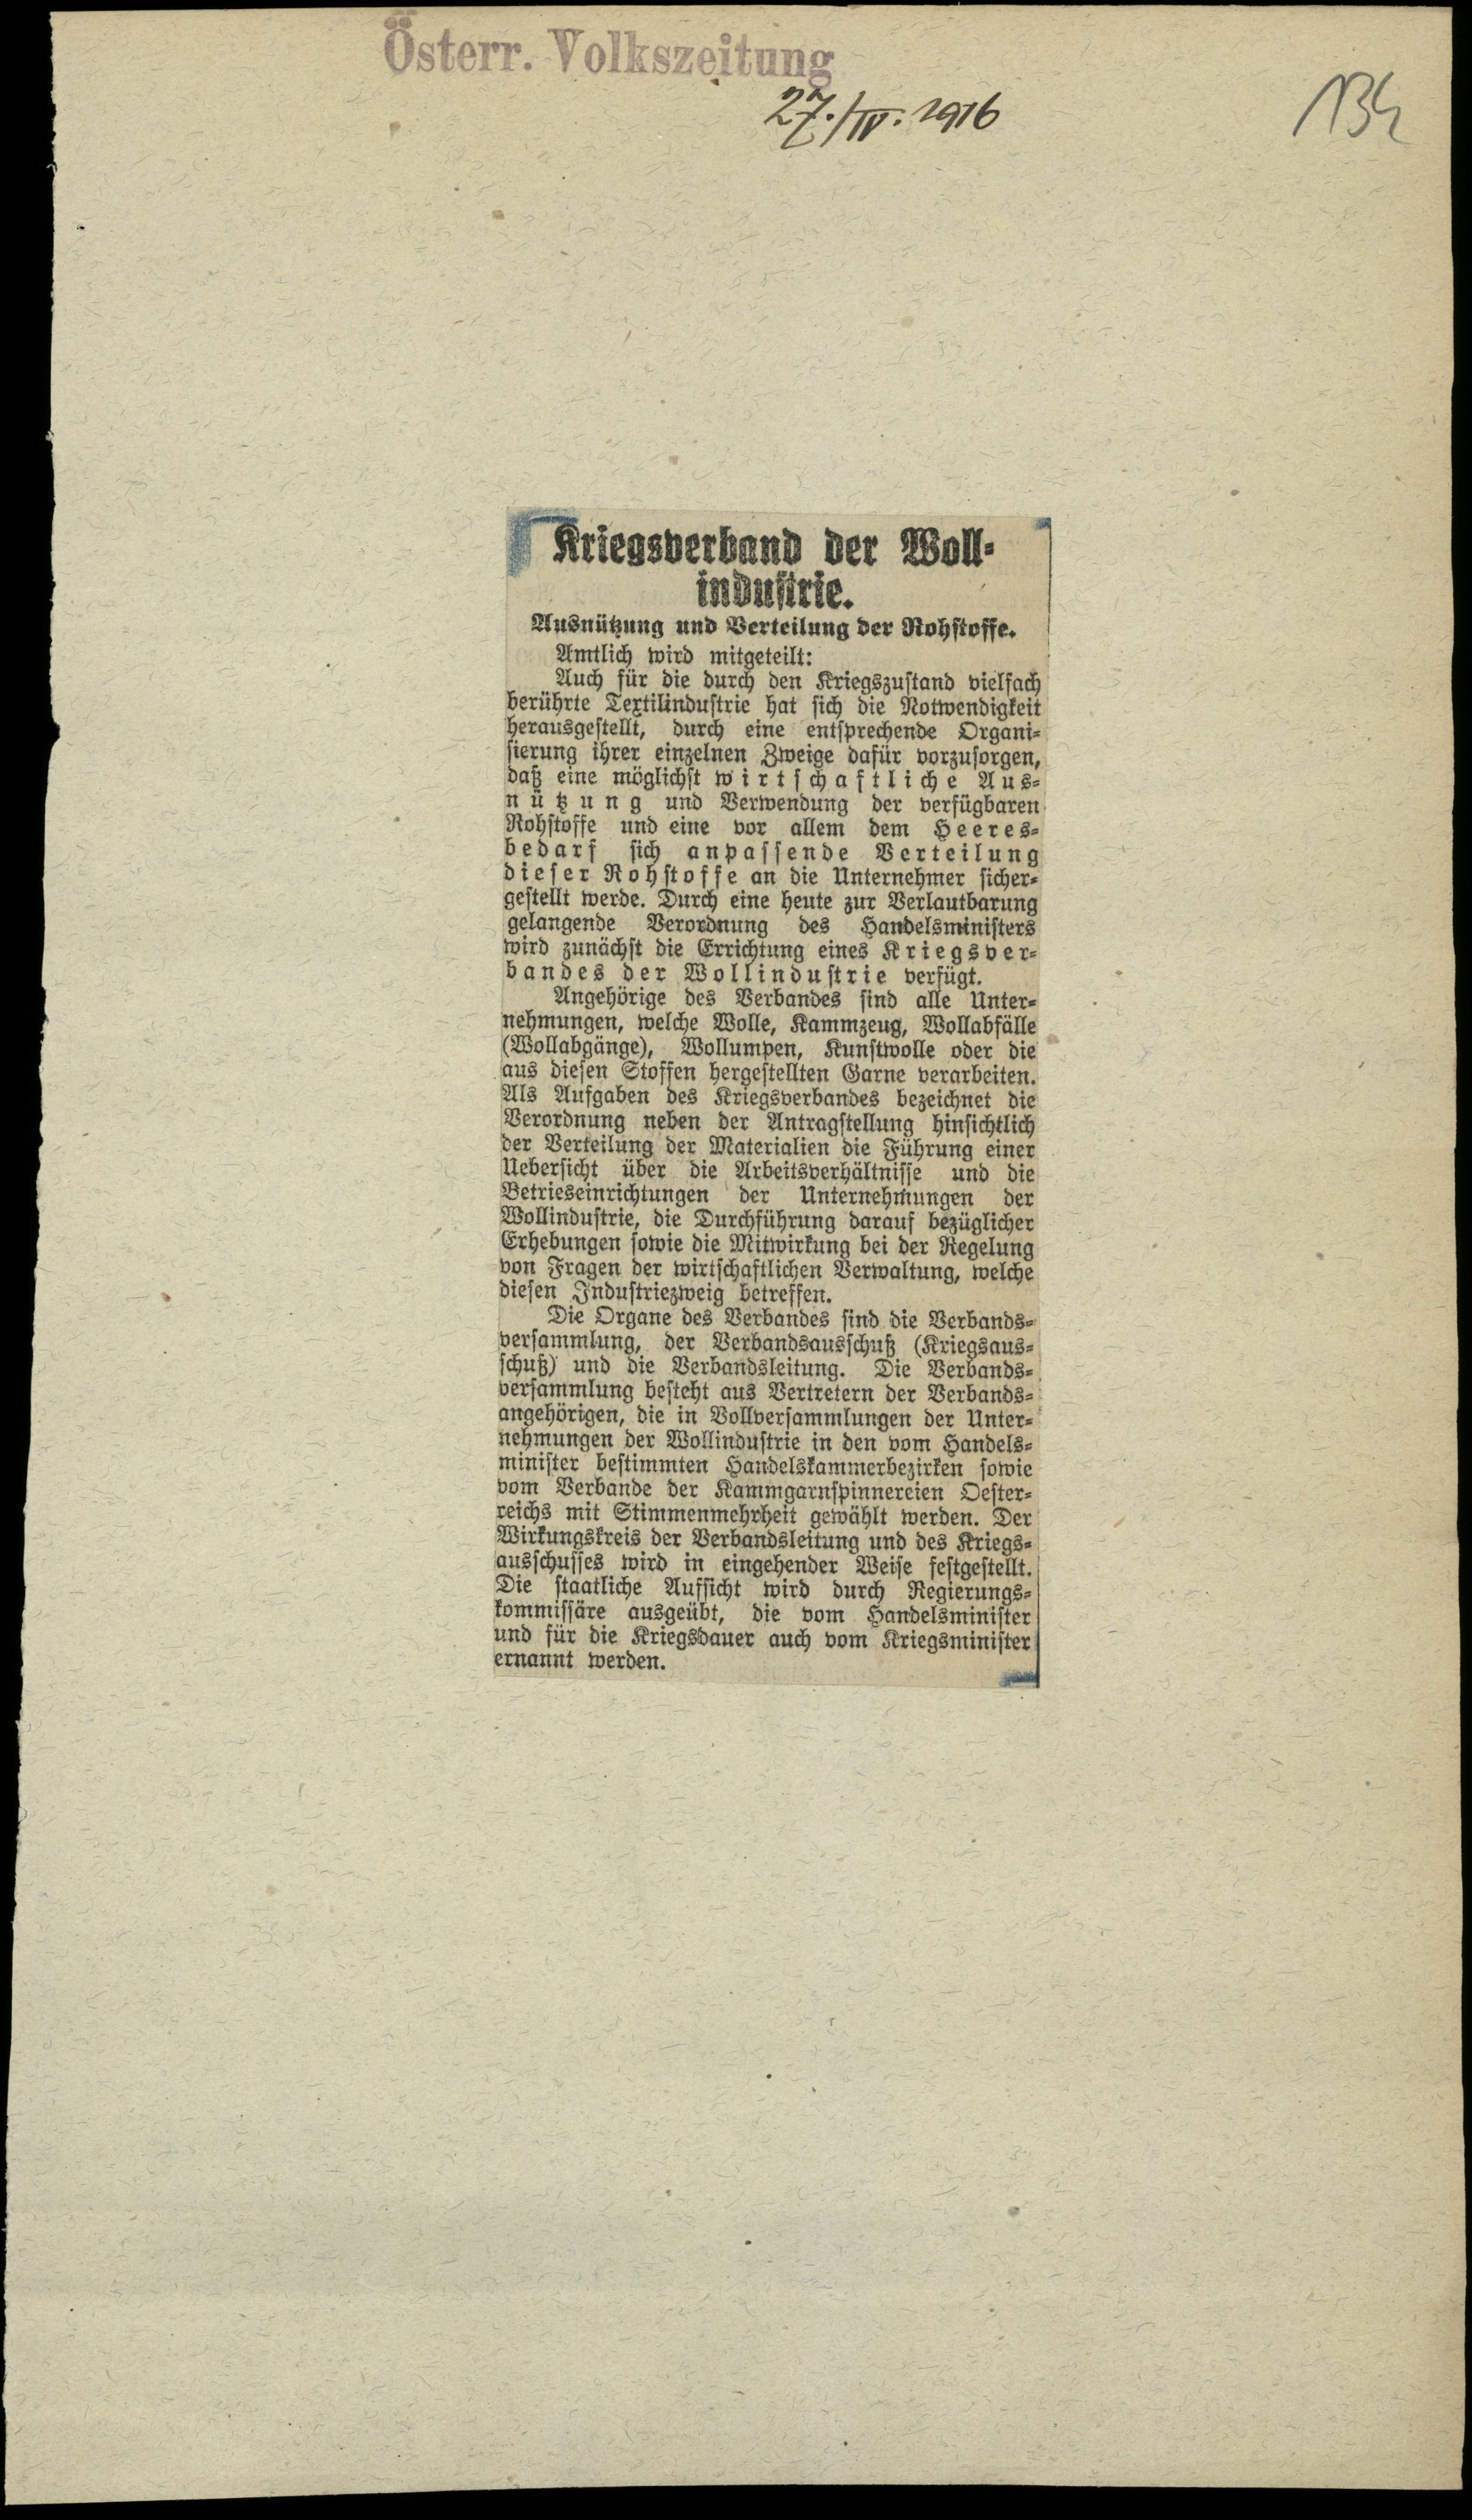 Österr. Volkszeitung
27./IV. 1916
134
Kriegsverband der Woll-
industrie.
Ausnützung und Verteilung der Rohstoffe.
Amtlich wird mitgeteilt:
Auch für die durch den Kriegszustand vielfach
berührte Textilindustrie hat sich die Notwendigkeit
herausgestellt, durch eine entsprechende Organi-
sierung ihrer einzelnen Zweige dafür vorzusorgen,
daß eine möglichst wirtschaftliche Aus-
nützung und Verwendung der verfügbaren
Rohstoffe und eine vor allem dem Heeres-
bedarf sich anpassende Verteilung
dieser Rohstoffe an die Unternehmer sicher-
gestellt werde. Durch eine heute zur Verlautbarung
gelangende Verordnung des Handelsministers
wird zunächst die Errichtung eines Kriegsver-
bandes der Wollindustrie verfügt.
Angehörige des Verbandes sind alle Unter-
nehmungen, welche Wolle, Kammzeug, Wollabfälle
(Wollabgänge), Wollumpen, Kunstwolle oder die
aus diesen Stoffen hergestellten Garne verarbeiten.
Als Aufgaben des Kriegsverbandes bezeichnet die
Verordnung neben der Antragstellung hinsichtlich
der Verteilung der Materialien die Führung einer
Uebersicht über die Arbeitsverhältnisse und die
Betrieseinrichtungen der Unternehmungen der
Wollindustrie, die Durchführung darauf bezüglicher
Erhebungen sowie die Mitwirkung bei der Regelung
von Fragen der wirtschaftlichen Verwaltung, welche
diesen Industriezweig betreffen.
Die Organe des Verbandes sind die Verbands-
versammlung, der Verbandsausschuß (Kriegsaus-
schuß) und die Verbandsleitung. Die Verbands-
versammlung besteht aus Vertretern der Verbands-
angehörigen, die in Vollversammlungen der Unter-
nehmungen der Wollindustrie in den vom Handels-
minister bestimmten Handelskammerbezirken sowie
vom Verbande der Kammgarnspinnereien Oester-
reichs mit Stimmenmehrheit gewählt werden. Der
Wirkungskreis der Verbandsleitung und des Kriegs-
ausschusses wird in eingehender Weise festgestellt.
Die staatliche Aufsicht wird durch Regierungs-
kommissäre ausgeübt, die vom Handelsminister
und für die Kriegsdauer auch vom Kriegsminister
ernannt werden.